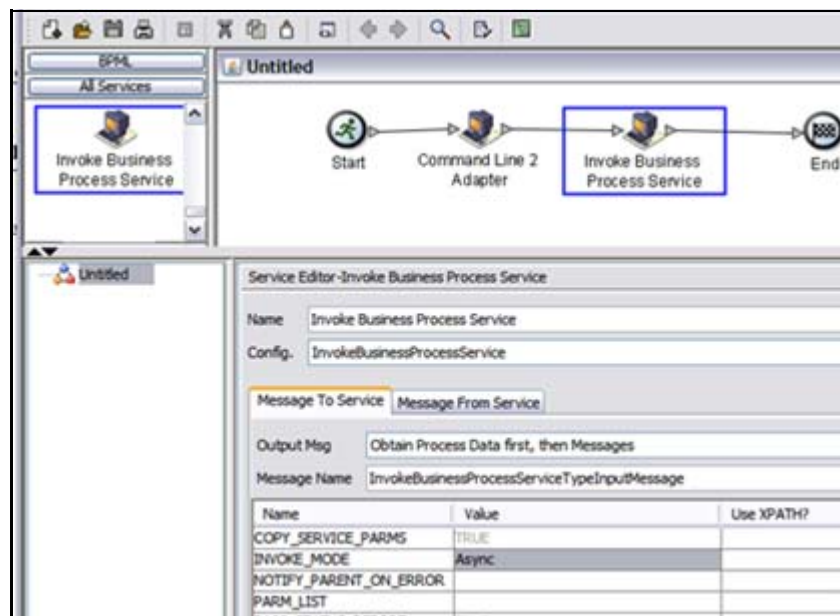 BPML
All Services
Invoke Business
Process Service
Untitled
Start
Command Line 2
Adapter
Invoke Business
Process Service
End
Untitled
Service Editor-Invoke Business Process Service
Name Invoke Business Process Service
Config. InvokeBusinessProcessService
Message To Service Message From Service
Output Msg Obtain Process Data first, then Messages
Message Name InvokeBusinessProcessServiceTypeInputMessage
Name Value Use XPATH?
COPY_SERVICE_PARMS TRUE
INVOKE_MODE Async
NOTIFY_PARENT_ON_ERROR
PARM_LIST